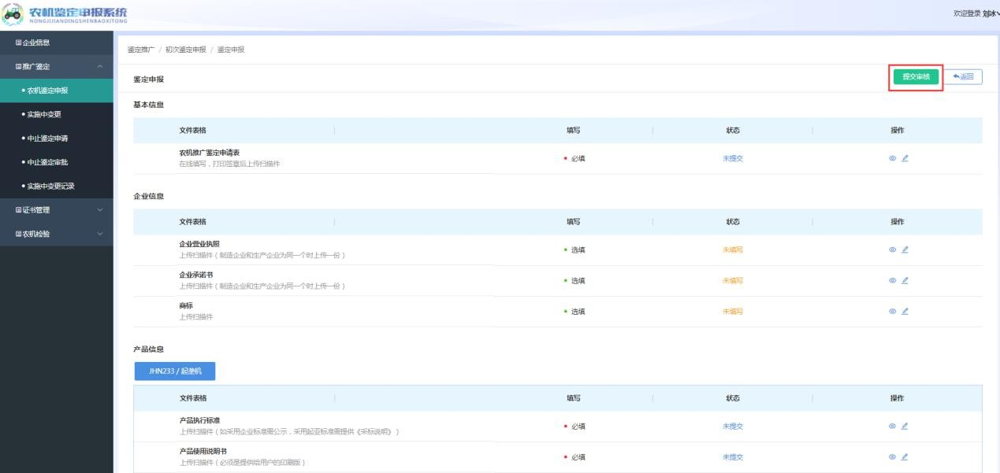 农机鉴定申报系统
NONGJIJIANDINGSHENBAOXITONG
欢迎登录 刘冰
企业信息
推广鉴定
农机鉴定申报
实施中变更
中止鉴定申请
中止鉴定审批
实施中变更记录
证书管理
农机检验
鉴定推广 / 初次鉴定申报 / 鉴定申报
鉴定申报
提交审核
返回
基本信息
文件表格 填写 状态 操作
农机推广鉴定申请表
在线填写，打印签章后上传扫描件
必填 未提交
企业信息
文件表格 填写 状态 操作
企业营业执照
上传扫描件（制造企业和生产企业为同一个时上传一份）
选填 未填写
企业承诺书
上传扫描件（制造企业和生产企业为同一个时上传一份）
选填 未填写
商标
上传扫描件
选填 未填写
产品信息
JHN233 / 起垄机
文件表格 填写 状态 操作
产品执行标准
上传扫描件（如采用企业标准需公示，采用起亚标准需提供《采标说明》）
必填 未提交
产品使用说明书
上传扫描件（必须是提供给用户的印刷版）
必填 未提交